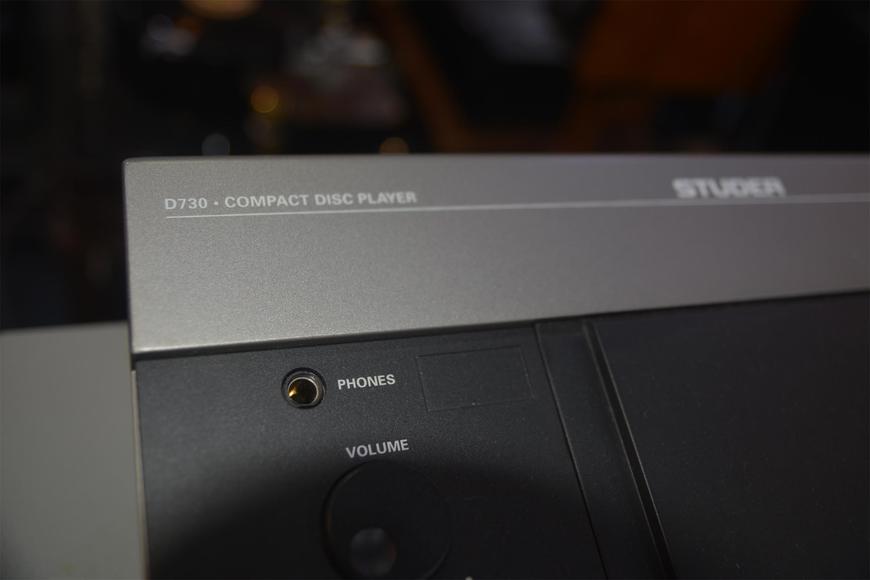 D730 • COMPACT DISC PLAYER
STUDER
PHONES
VOLUME